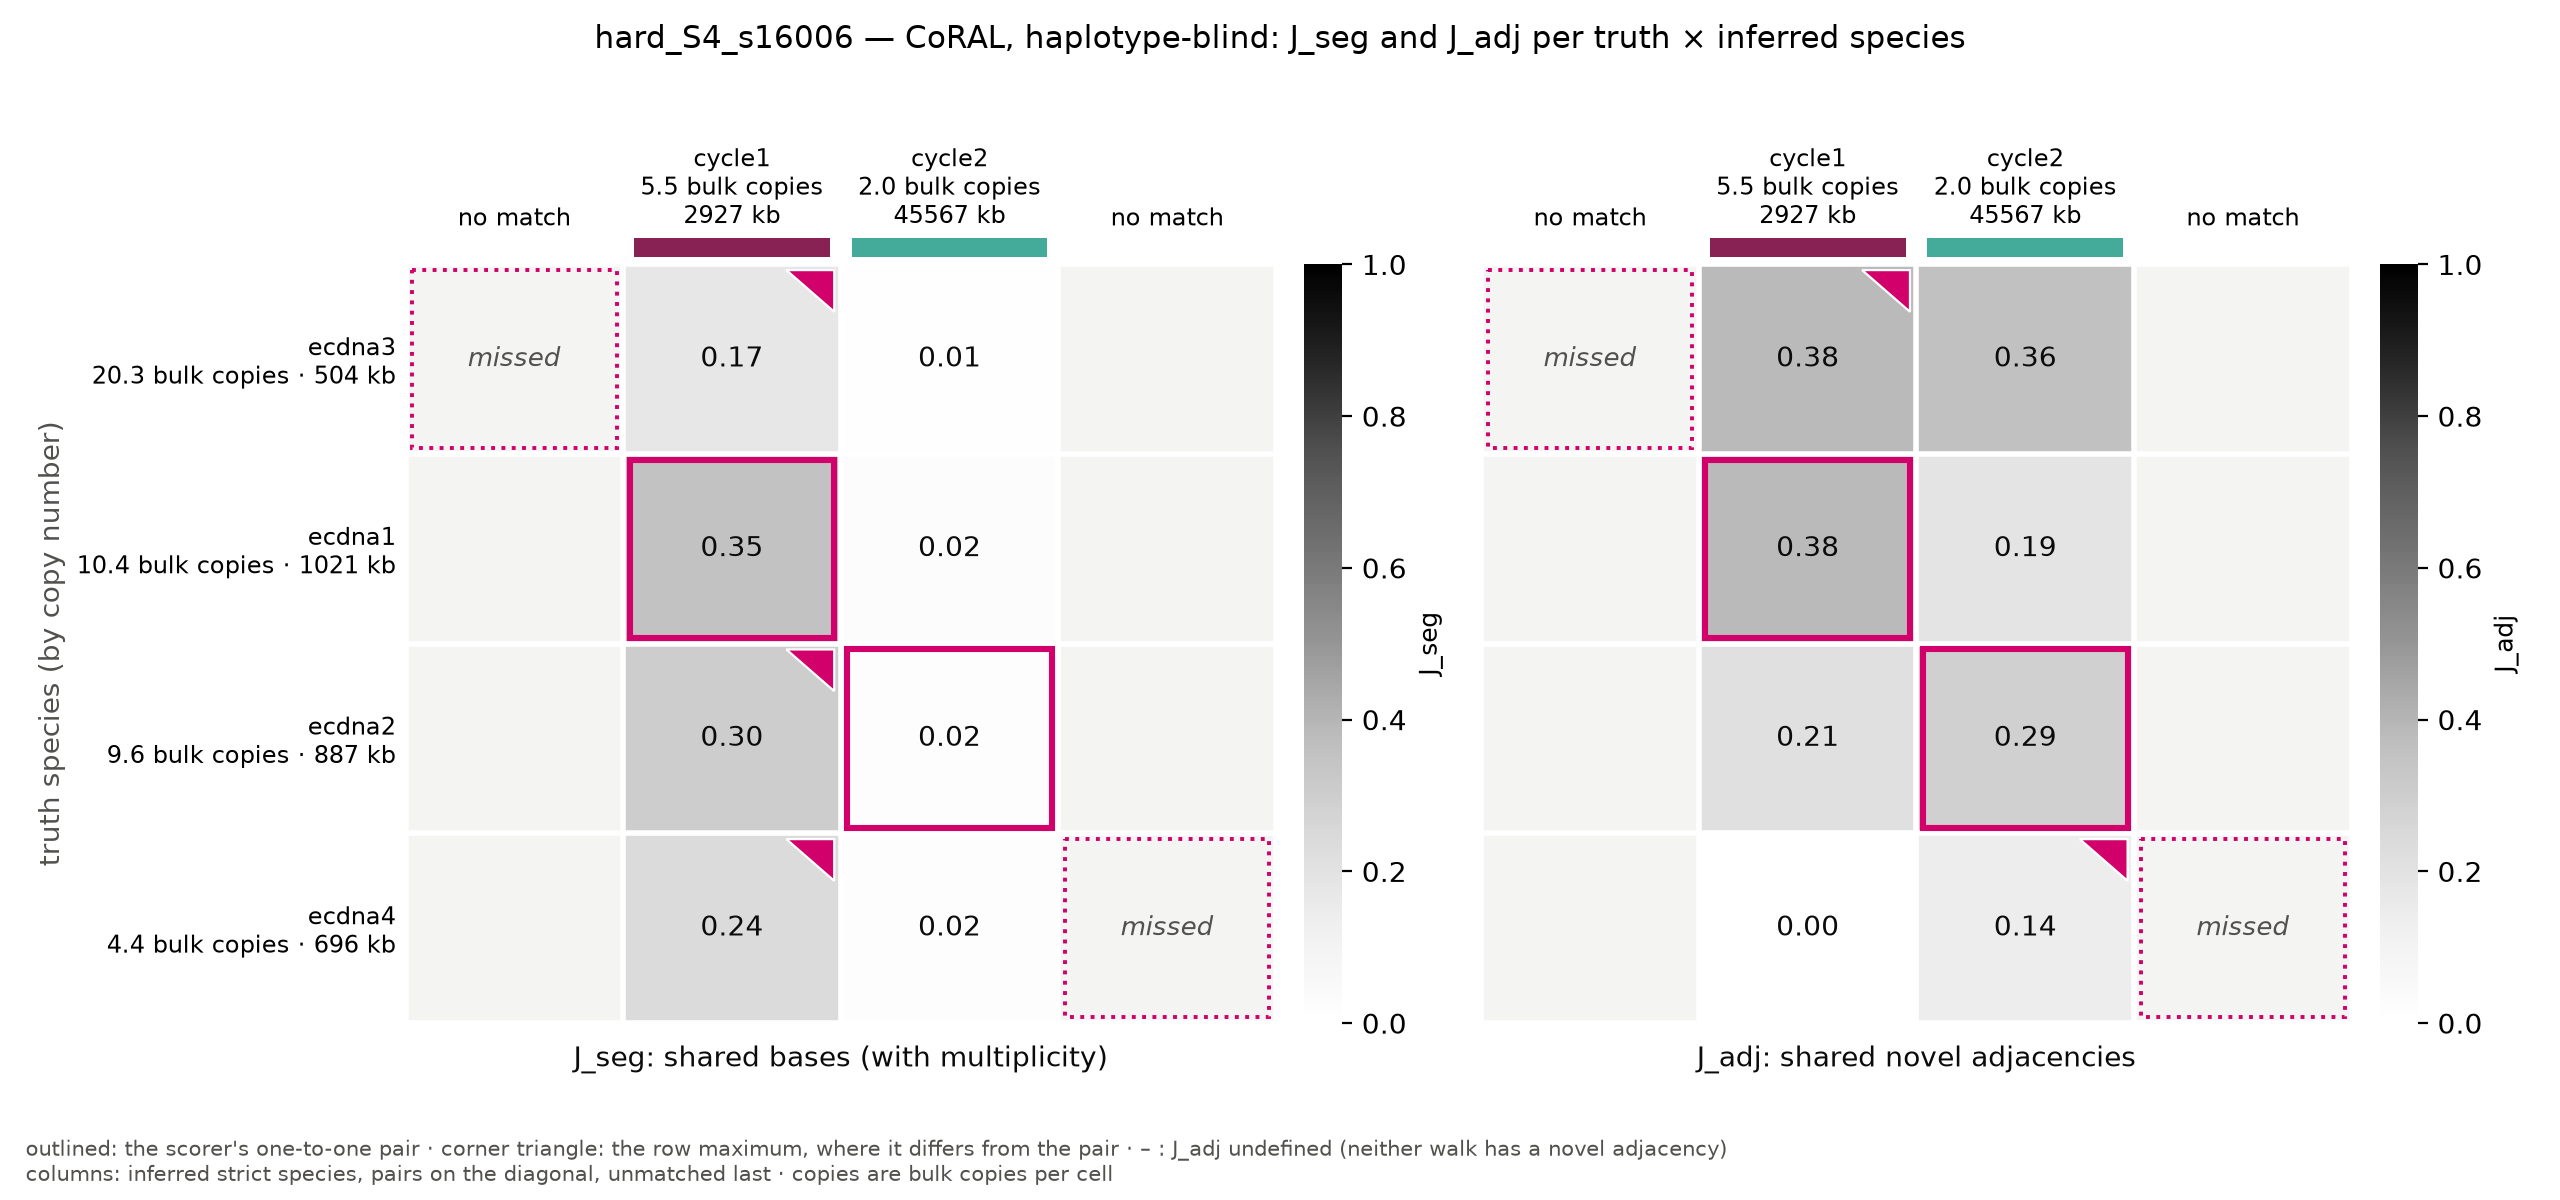 hard_S4_s16006 — CoRAL, haplotype-blind: J_seg and J_adj per truth × inferred species
no match
cycle1
5.5 bulk copies
2927 kb
cycle2
2.0 bulk copies
45567 kb
no match
truth species (by copy number)
ecdna3
20.3 bulk copies · 504 kb
missed
0.17
0.01
ecdna1
10.4 bulk copies · 1021 kb
0.35
0.02
ecdna2
9.6 bulk copies · 887 kb
0.30
0.02
ecdna4
4.4 bulk copies · 696 kb
0.24
0.02
missed
J_seg: shared bases (with multiplicity)
1.0
0.8
0.6
0.4
0.2
0.0
J_seg
no match
cycle1
5.5 bulk copies
2927 kb
cycle2
2.0 bulk copies
45567 kb
no match
missed
0.38
0.36
0.38
0.19
0.21
0.29
0.00
0.14
missed
J_adj: shared novel adjacencies
1.0
0.8
0.6
0.4
0.2
0.0
J_adj
outlined: the scorer's one-to-one pair · corner triangle: the row maximum, where it differs from the pair · – : J_adj undefined (neither walk has a novel adjacency)
columns: inferred strict species, pairs on the diagonal, unmatched last · copies are bulk copies per cell